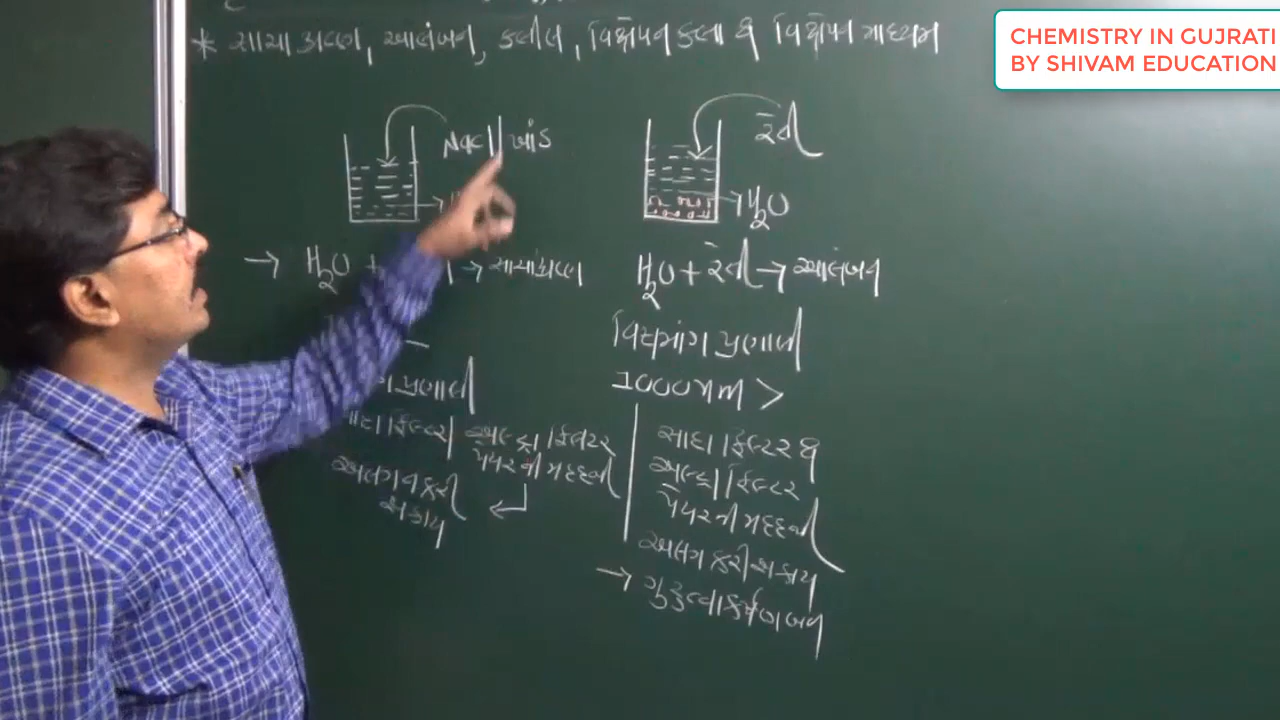 * સાચા દ્રાવણ, આલંબન, કલીલ, વિક્ષેપન કલા છ વિક્ષેપન માધ્યમ
CHEMISTRY IN GUJRATI
BY SHIVAM EDUCATION
Nacl|| ખાંડ
રેતી
→H₂O
→ H₂O +
→ સાચાદ્રાવણ
H₂O + રેતી → આલંબન
વિષમાંગ પ્રણાલી
1000nm >
પ્રણાલી
ફિલ્ટર| અલ્ટ્રાફિલ્ટર
પેપરની મદદથી
અલગ ન કરી
શકાય
સાદા ફિલ્ટર છ
અલ્ટ્રા ફિલ્ટર
પેપરની મદદથી
અલગ કરી શકાય
→ ગુરુત્વાકર્ષણ બળ